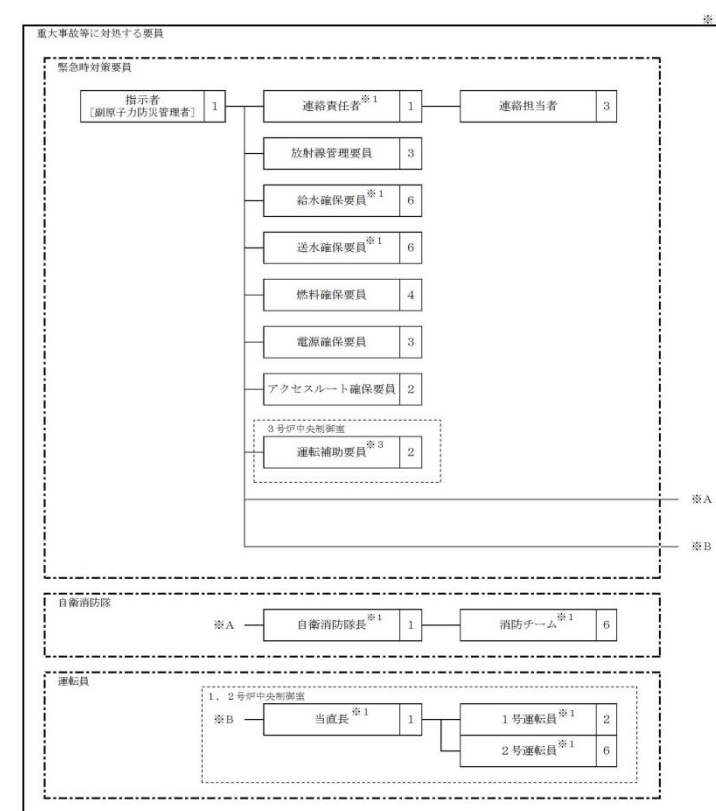 ※
重大事故等に対処する要員
緊急時対策要員
指示者
[副原子力防災管理者] 1
連絡責任者※1 1
連絡担当者 3
放射線管理要員 3
給水確保要員※1 6
送水確保要員※1 6
燃料確保要員 4
電源確保要員 3
アクセスルート確保要員 2
3号炉中央制御室
運転補助要員※3 2
※A
※B
自衛消防隊
※A 自衛消防隊長※1 1 消防チーム※1 6
運転員
1,2号炉中央制御室
※B 当直長※1 1 1号運転員※1 2
2号運転員※1 6